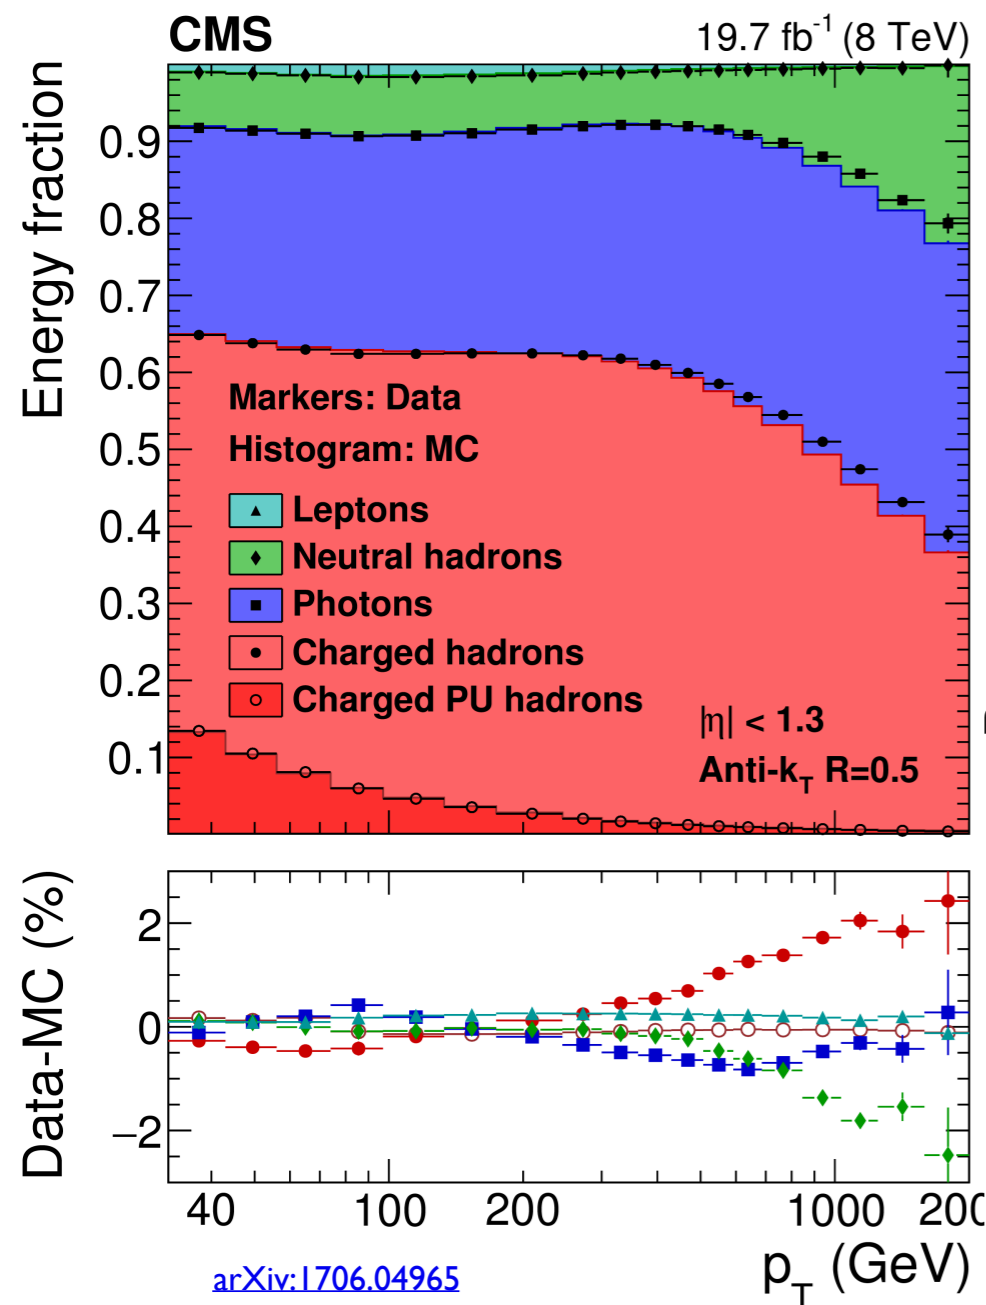 CMS
19.7 fb⁻¹ (8 TeV)
Energy fraction
0.9
0.8
0.7
0.6
0.5
0.4
0.3
0.2
0.1
Markers: Data
Histogram: MC
Leptons
Neutral hadrons
Photons
Charged hadrons
Charged PU hadrons
|η| < 1.3
Anti-k_T R=0.5
Data-MC (%)
2
0
−2
40 100 200 1000
p_T (GeV)
arXiv:1706.04965